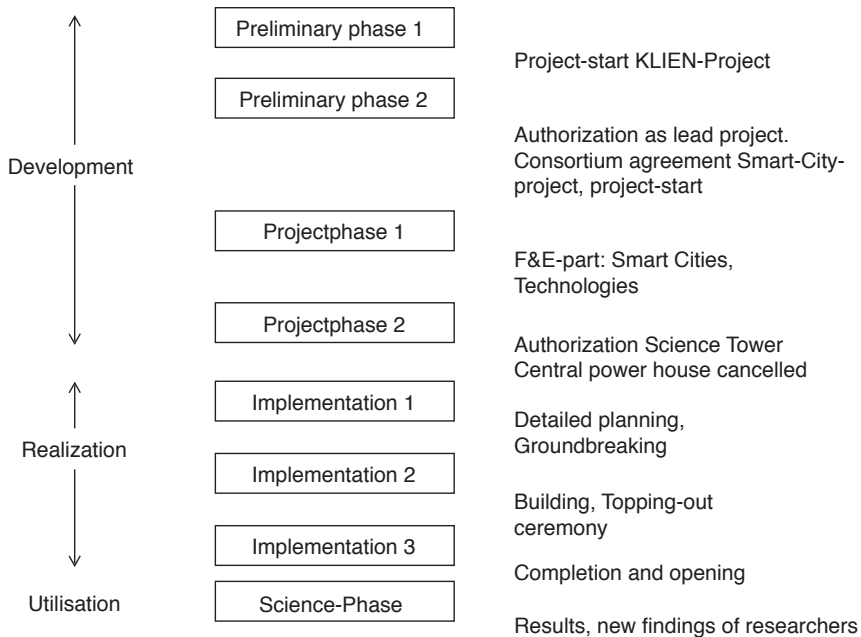 Preliminary phase 1
Project-start KLIEN-Project
Preliminary phase 2
Authorization as lead project.
Consortium agreement Smart-City-
project, project-start
Development
Projectphase 1
F&E-part: Smart Cities,
Technologies
Projectphase 2
Authorization Science Tower
Central power house cancelled
Implementation 1
Detailed planning,
Groundbreaking
Realization
Implementation 2
Building, Topping-out
ceremony
Implementation 3
Completion and opening
Utilisation
Science-Phase
Results, new findings of researchers